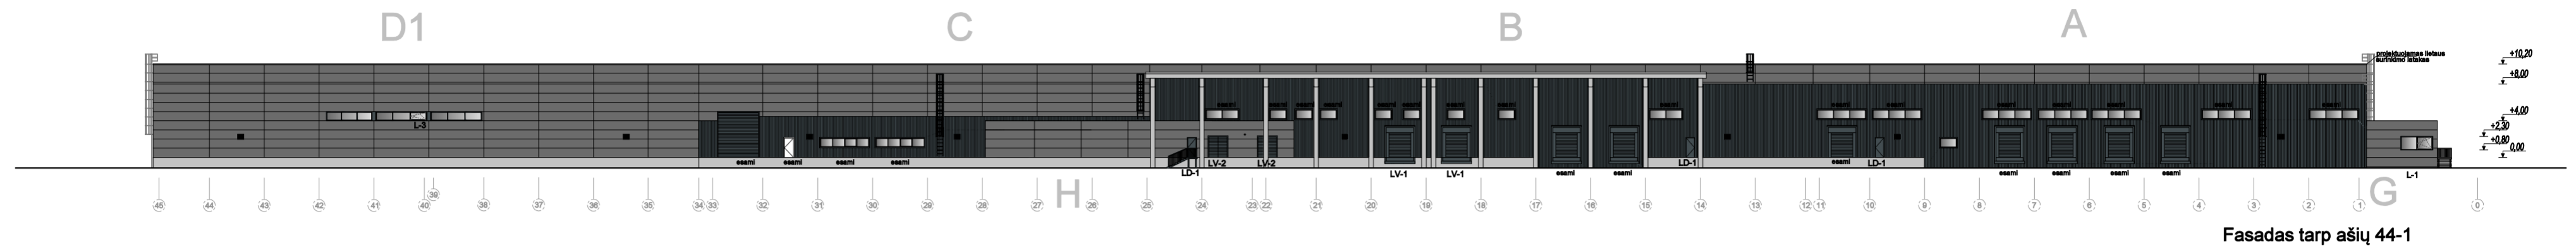 D1 C B A
projektuojamas lietaus
surinkimo latakas
+10,20
+8,00
+4,00
+2,30
+0,80
0,00
esami esami esami esami esami esami esami esami esami esami esami esami esami esami esami esami
L-3
esami esami esami esami LV-2 LV-2 LD-1 esami LD-1
LD-1 LV-1 LV-1 esami esami esami esami esami esami L-1
H G
45 44 43 42 41 40 39 38 37 36 35 34 33 32 31 30 29 28 27 26 25 24 23 22 21 20 19 18 17 16 15 14 13 12 11 10 9 8 7 6 5 4 3 2 1 0
Fasadas tarp ašių 44-1